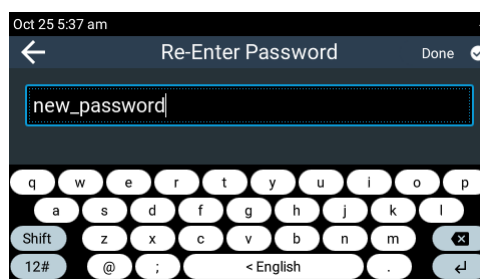 Oct 25 5:37 am
Re-Enter Password Done
new_password
q w e r t y u i o p
a s d f g h j k l
Shift z x c v b n m
12# @ ; < English .